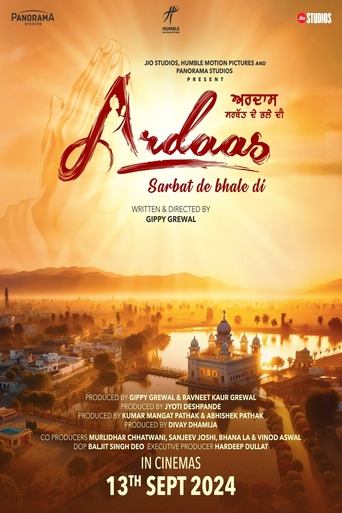 PANORAMA
STUDIOS
HUMBLE
MOTION PICTURES
Jio STUDIOS
JIO STUDIOS, HUMBLE MOTION PICTURES AND
PANORAMA STUDIOS
PRESENT
Ardaas
ਅਰਦਾਸ
ਸਰਬੱਤ ਦੇ ਭਲੇ ਦੀ
Sarbat de bhale di
WRITTEN & DIRECTED BY
GIPPY GREWAL
PRODUCED BY GIPPY GREWAL & RAVNEET KAUR GREWAL
PRODUCED BY JYOTI DESHPANDE
PRODUCED BY KUMAR MANGAT PATHAK & ABHISHEK PATHAK
PRODUCED BY DIVAY DHAMIJA
CO PRODUCERS MURLIDHAR CHHATWANI, SANJEEV JOSHI, BHANA LA & VINOD ASWAL
DOP BALJIT SINGH DEO EXECUTIVE PRODUCER HARDEEP DULLAT
IN CINEMAS
13TH SEPT 2024